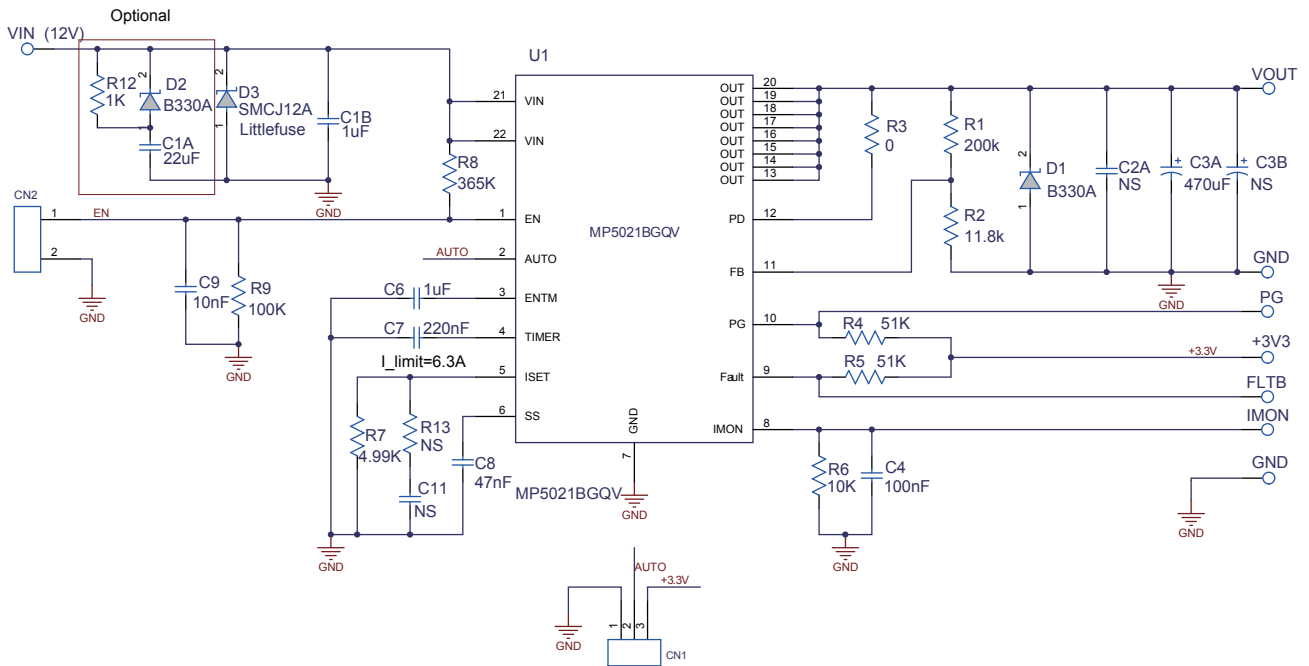 Optional
VIN (12V)
U1
R12
1K
2
D2
B330A
1
C1A
22uF
2
D3
SMCJ12A
Littlefuse
1
C1B
1uF
GND
R8
365K
21
VIN
22
VIN
1
EN
2
AUTO
3
ENTM
4
TIMER
5
ISET
6
SS
MP5021BGQV
GND
7
GND
MP5021BGQV
OUT
20
OUT
19
OUT
18
OUT
17
OUT
16
OUT
15
OUT
14
OUT
13
PD
12
FB
11
PG
10
Fault
9
IMON
8
CN2
1
2
EN
GND
C9
10nF
R9
100K
GND
AUTO
C6
1uF
C7
220nF
I_limit=6.3A
R7
4.99K
R13
NS
C11
NS
C8
47nF
GND
R3
0
R1
200k
R2
11.8k
2
D1
B330A
1
C2A
NS
C3A
470uF
C3B
NS
VOUT
GND
GND
PG
R4
51K
+3V3
+3.3V
R5
51K
FLTB
IMON
R6
10K
C4
100nF
GND
GND
GND
AUTO
+3.3V
GND
1
2
3
CN1